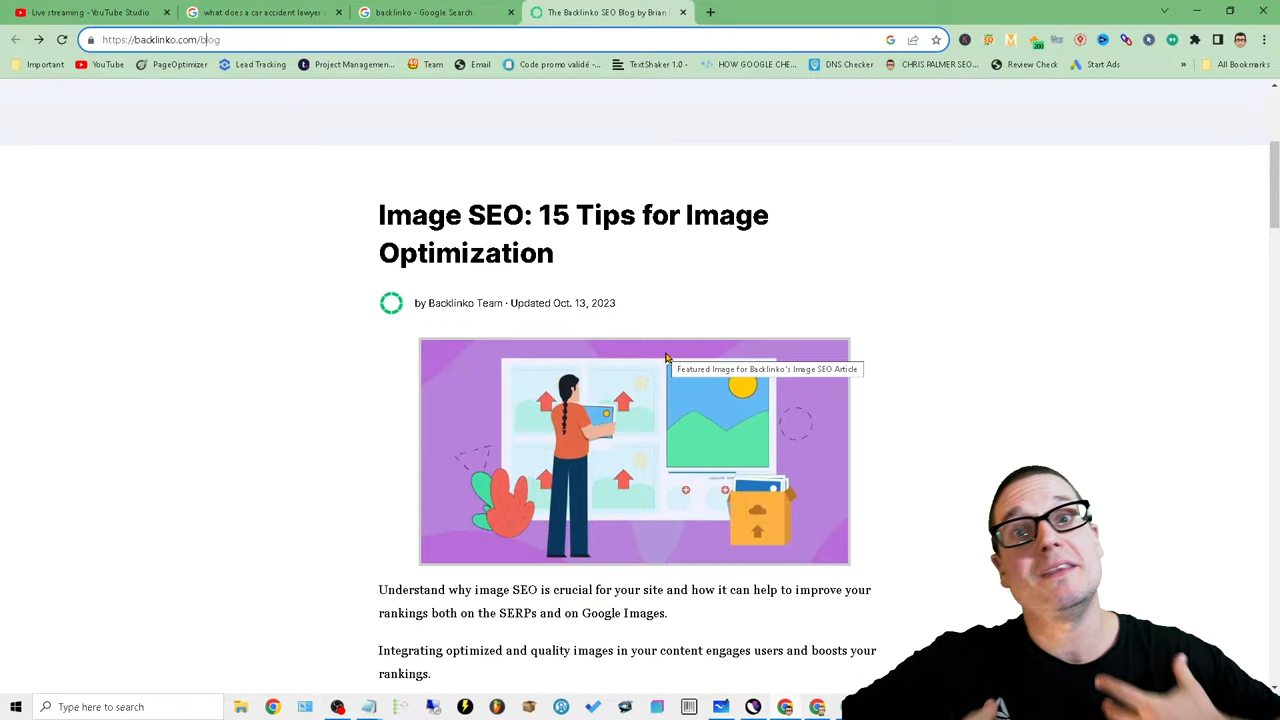 Live streaming - YouTube Studio
what does a car accident lawyer
backlinko - Google Search
The Backlinko SEO Blog by Brian
https://backlinko.com/blog
200
Important
YouTube
PageOptimizer
Lead Tracking
Project Managemen...
Team
Email
Code promo validé -...
TextShaker 1.0 -
HOW GOOGLE CHE...
DNS Checker
CHRIS PALMER SEO...
Review Check
Start Ads
»
All Bookmarks
Image SEO: 15 Tips for Image
Optimization
by Backlinko Team · Updated Oct. 13, 2023
Featured Image for Backlinko's Image SEO Article
Understand why image SEO is crucial for your site and how it can help to improve your
rankings both on the SERPs and on Google Images.
Integrating optimized and quality images in your content engages users and boosts your
rankings.
Type here to search